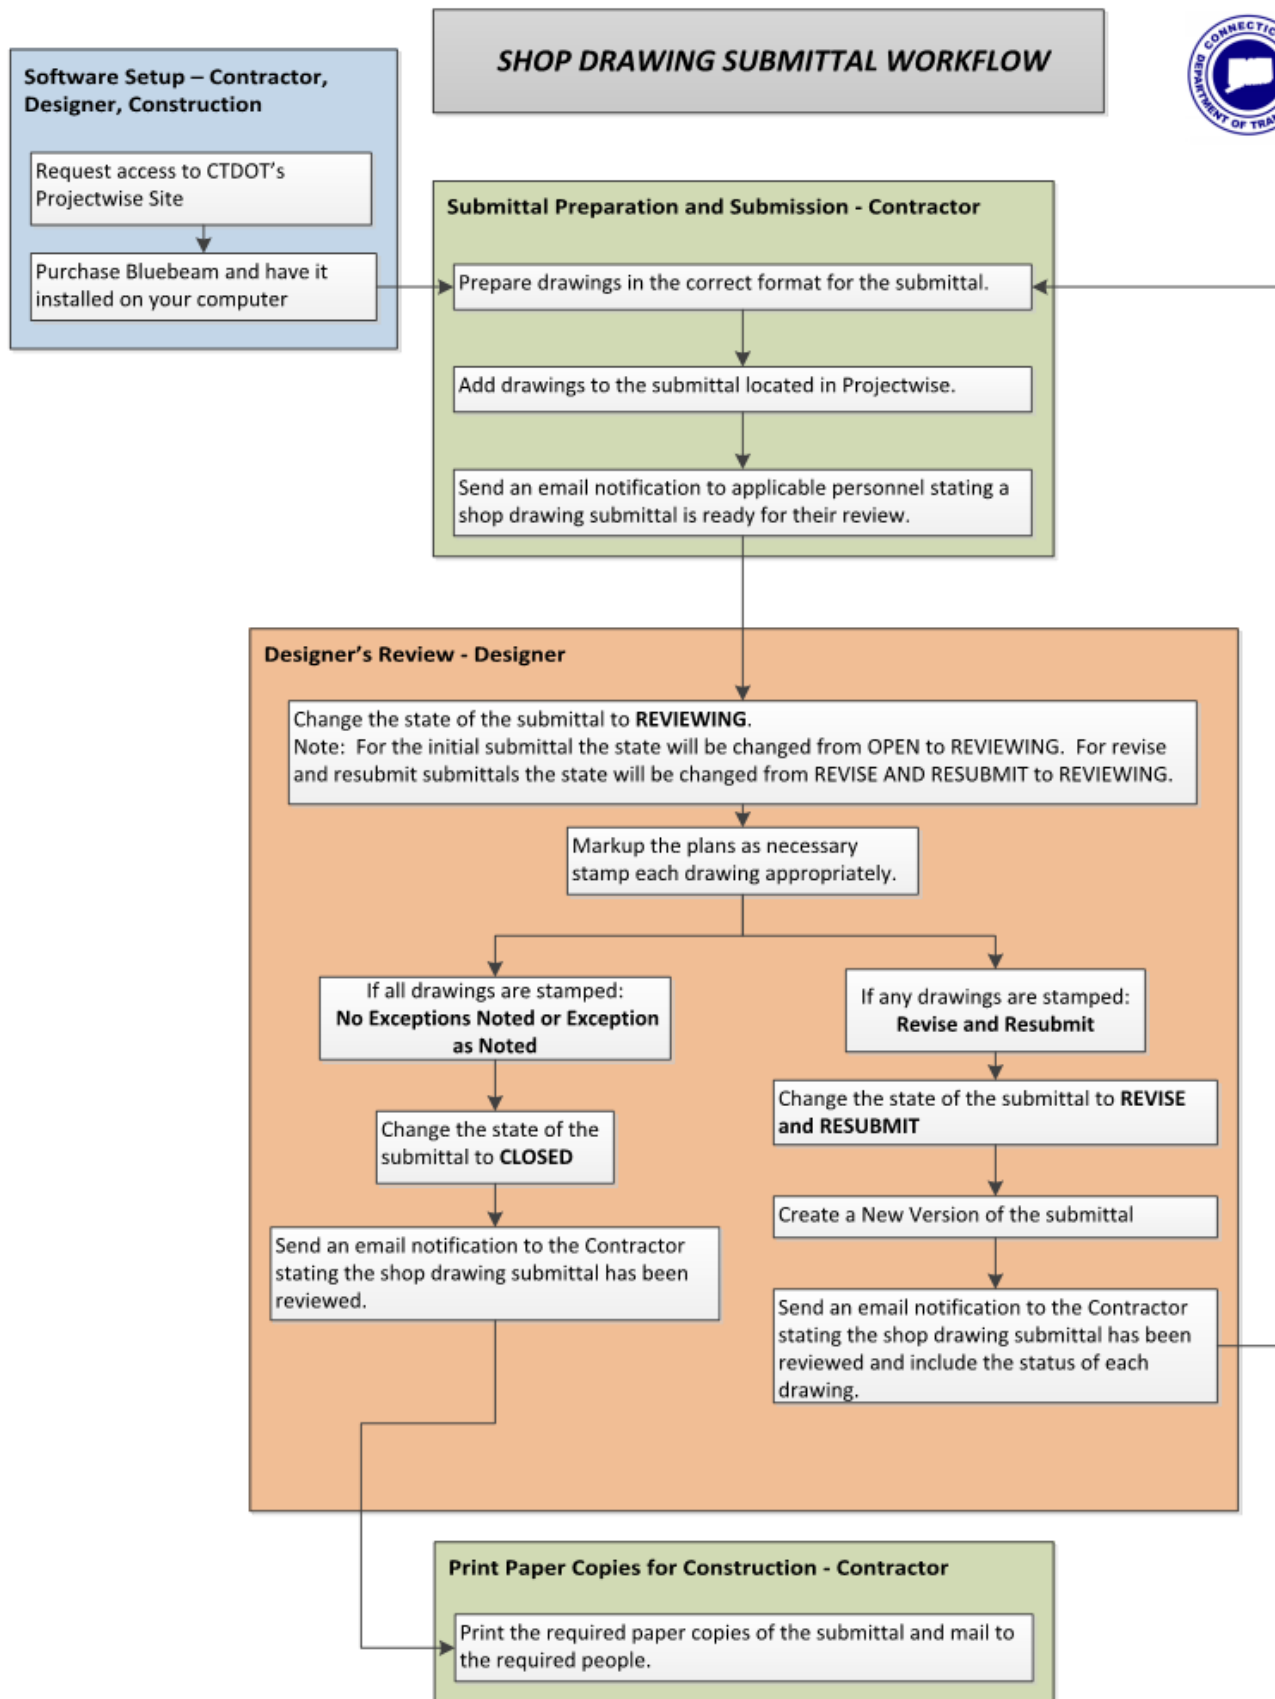 SHOP DRAWING SUBMITTAL WORKFLOW
CONNECTIC
DEPARTMENT OF TRAN
Software Setup – Contractor,
Designer, Construction
Request access to CTDOT’s
Projectwise Site
Purchase Bluebeam and have it
installed on your computer
Submittal Preparation and Submission - Contractor
Prepare drawings in the correct format for the submittal.
Add drawings to the submittal located in Projectwise.
Send an email notification to applicable personnel stating a
shop drawing submittal is ready for their review.
Designer’s Review - Designer
Change the state of the submittal to REVIEWING.
Note:  For the initial submittal the state will be changed from OPEN to REVIEWING.  For revise
and resubmit submittals the state will be changed from REVISE AND RESUBMIT to REVIEWING.
Markup the plans as necessary
stamp each drawing appropriately.
If all drawings are stamped:
No Exceptions Noted or Exception
as Noted
Change the state of the
submittal to CLOSED
Send an email notification to the Contractor
stating the shop drawing submittal has been
reviewed.
If any drawings are stamped:
Revise and Resubmit
Change the state of the submittal to REVISE
and RESUBMIT
Create a New Version of the submittal
Send an email notification to the Contractor
stating the shop drawing submittal has been
reviewed and include the status of each
drawing.
Print Paper Copies for Construction - Contractor
Print the required paper copies of the submittal and mail to
the required people.